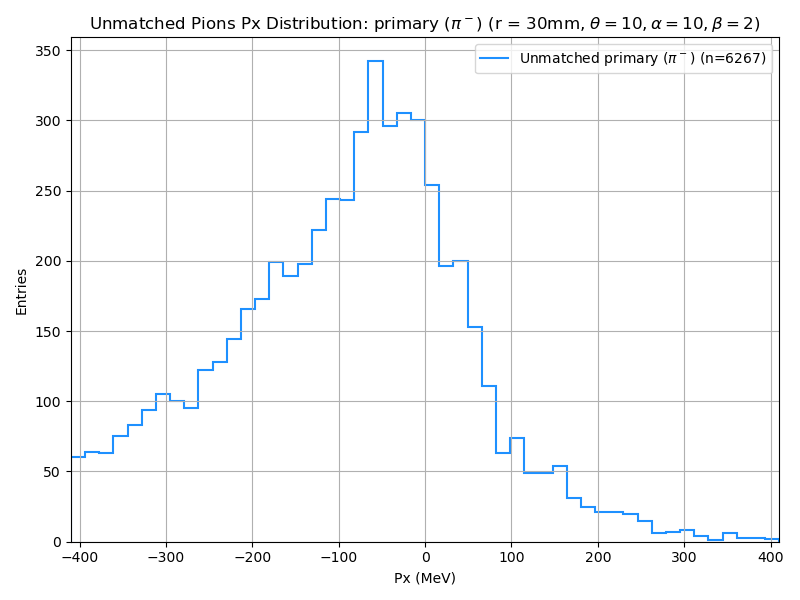 Unmatched Pions Px Distribution: primary (π⁻) (r = 30mm, θ = 10, α = 10, β = 2)
Unmatched primary (π⁻) (n=6267)
350
300
250
200
150
100
50
0
Entries
−400 −300 −200 −100 0 100 200 300 400
Px (MeV)